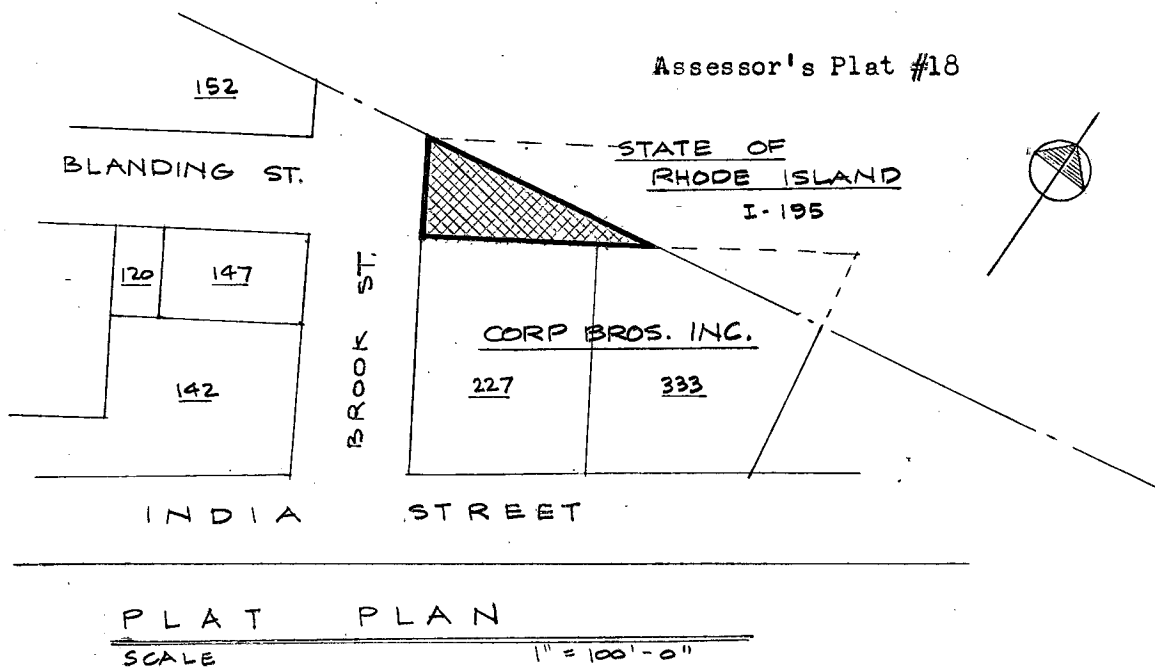 Assessor's Plat #18
152
BLANDING ST.
STATE OF
RHODE ISLAND
I-195
120
147
142
BROOK ST.
CORP BROS. INC.
227
333
INDIA STREET
PLAT PLAN
SCALE 1" = 100'-0"